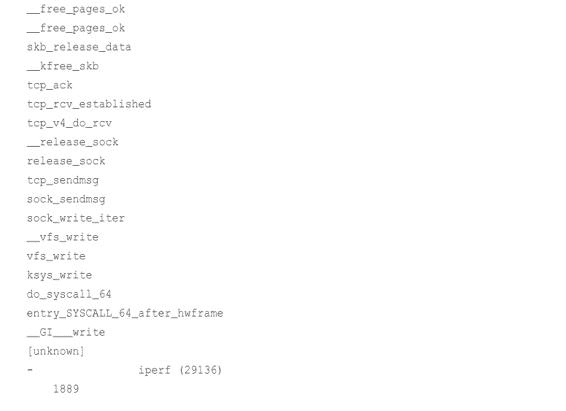 __free_pages_ok
__free_pages_ok
skb_release_data
__kfree_skb
tcp_ack
tcp_rcv_established
tcp_v4_do_rcv
__release_sock
release_sock
tcp_sendmsg
sock_sendmsg
sock_write_iter
__vfs_write
vfs_write
ksys_write
do_syscall_64
entry_SYSCALL_64_after_hwframe
__GI___write
[unknown]
-                iperf (29136)
    1889